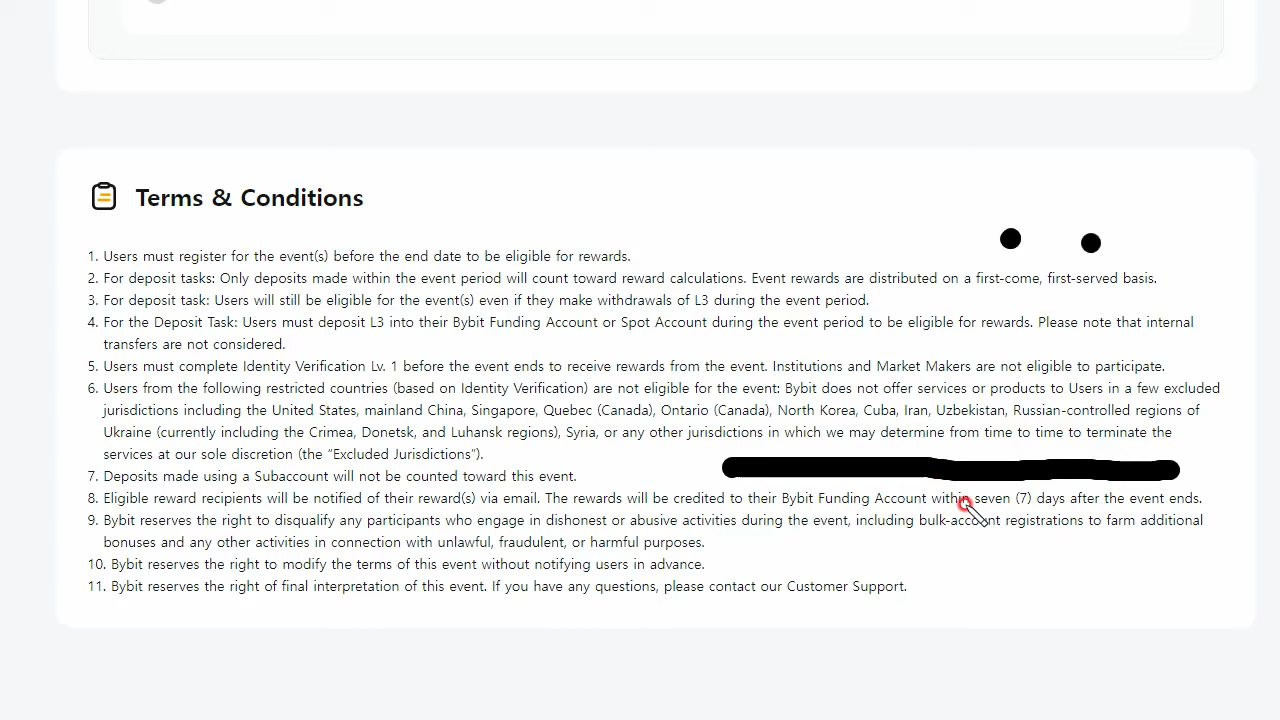 Terms & Conditions
1. Users must register for the event(s) before the end date to be eligible for rewards.
2. For deposit tasks: Only deposits made within the event period will count toward reward calculations. Event rewards are distributed on a first-come, first-served basis.
3. For deposit task: Users will still be eligible for the event(s) even if they make withdrawals of L3 during the event period.
4. For the Deposit Task: Users must deposit L3 into their Bybit Funding Account or Spot Account during the event period to be eligible for rewards. Please note that internal
transfers are not considered.
5. Users must complete Identity Verification Lv. 1 before the event ends to receive rewards from the event. Institutions and Market Makers are not eligible to participate.
6. Users from the following restricted countries (based on Identity Verification) are not eligible for the event: Bybit does not offer services or products to Users in a few excluded
jurisdictions including the United States, mainland China, Singapore, Quebec (Canada), Ontario (Canada), North Korea, Cuba, Iran, Uzbekistan, Russian-controlled regions of
Ukraine (currently including the Crimea, Donetsk, and Luhansk regions), Syria, or any other jurisdictions in which we may determine from time to time to terminate the
services at our sole discretion (the “Excluded Jurisdictions”).
7. Deposits made using a Subaccount will not be counted toward this event.
8. Eligible reward recipients will be notified of their reward(s) via email. The rewards will be credited to their Bybit Funding Account within seven (7) days after the event ends.
9. Bybit reserves the right to disqualify any participants who engage in dishonest or abusive activities during the event, including bulk-account registrations to farm additional
bonuses and any other activities in connection with unlawful, fraudulent, or harmful purposes.
10. Bybit reserves the right to modify the terms of this event without notifying users in advance.
11. Bybit reserves the right of final interpretation of this event. If you have any questions, please contact our Customer Support.